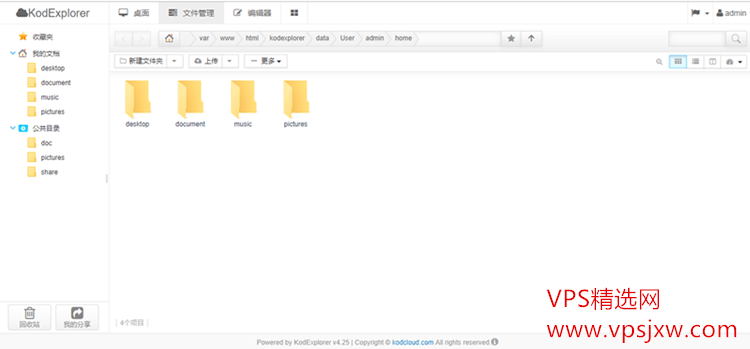 KodExplorer 桌面 文件管理 编辑器 admin
收藏夹
我的文档
desktop
document
music
pictures
公共目录
doc
pictures
share
var www html kodexplorer data User admin home
新建文件夹 上传 更多
desktop document music pictures
回收站 我的分享
4个项目
VPS精选网
www.vpsjxw.com
Powered by KodExplorer v4.25 | Copyright © kodcloud.com All rights reserved.